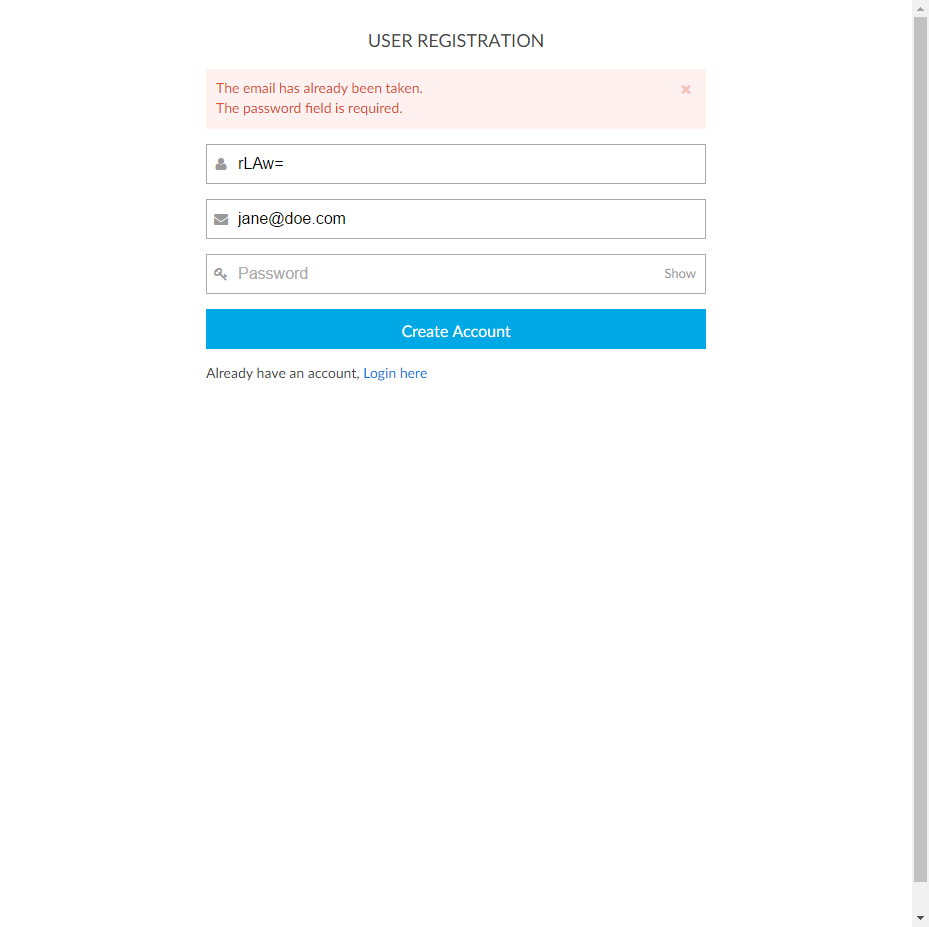 USER REGISTRATION
The email has already been taken.
The password field is required.
rLAw=
jane@doe.com
Password Show
Create Account
Already have an account, Login here